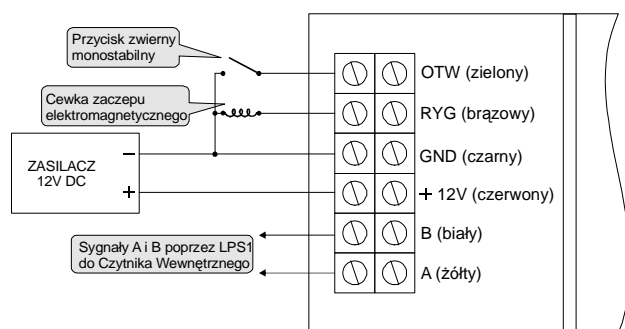 Przycisk zwierny
monostabilny
Cewka zaczepu
elektromagnetycznego
ZASILACZ
12V DC
−
+
Sygnały A i B poprzez LPS1
do Czytnika Wewnętrznego
OTW (zielony)
RYG (brązowy)
GND (czarny)
+ 12V (czerwony)
B (biały)
A (żółty)